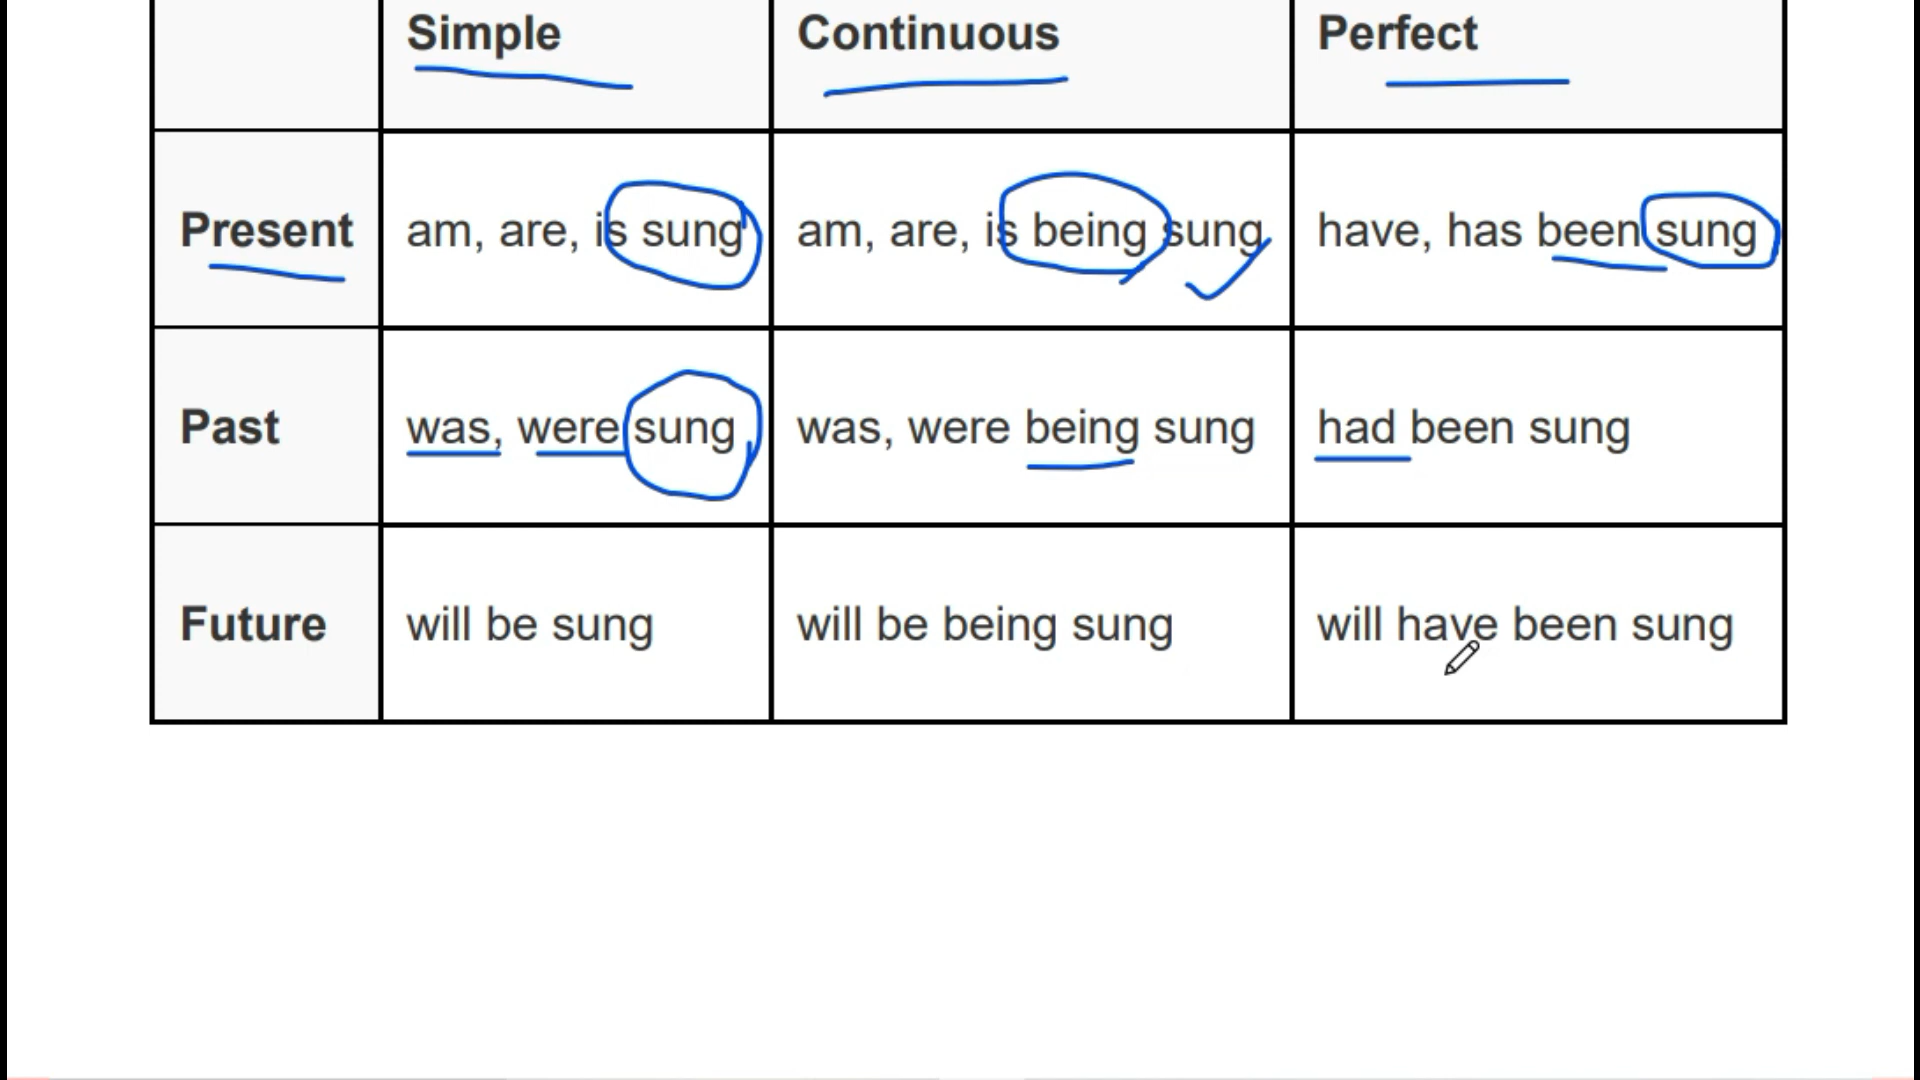 Simple Continuous Perfect
Present am, are, is sung am, are, is being sung have, has been sung
Past was, were sung was, were being sung had been sung
Future will be sung will be being sung will have been sung